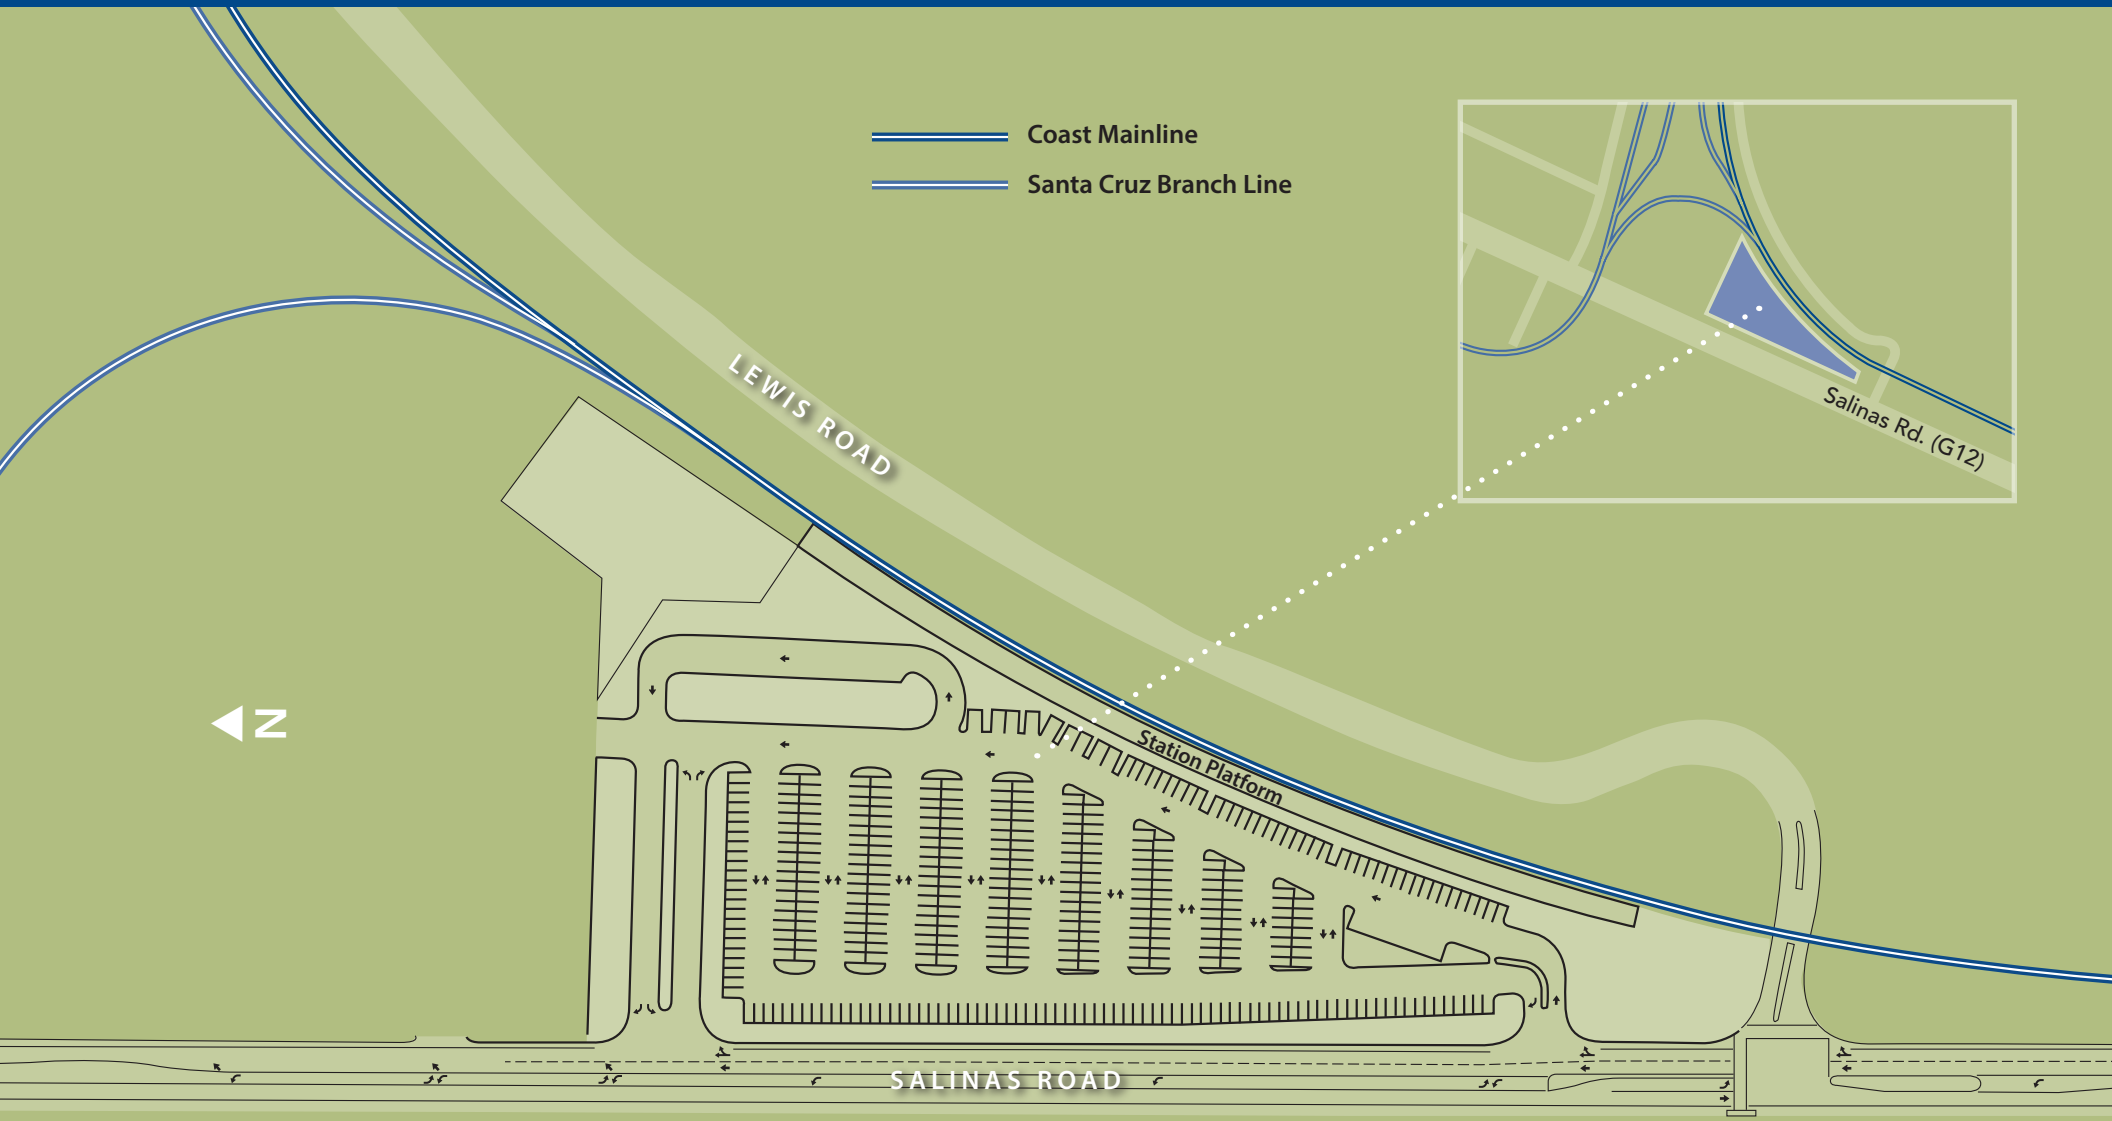 Coast Mainline
Santa Cruz Branch Line
LEWIS ROAD
Salinas Rd. (G12)
N
Station Platform
SALINAS ROAD